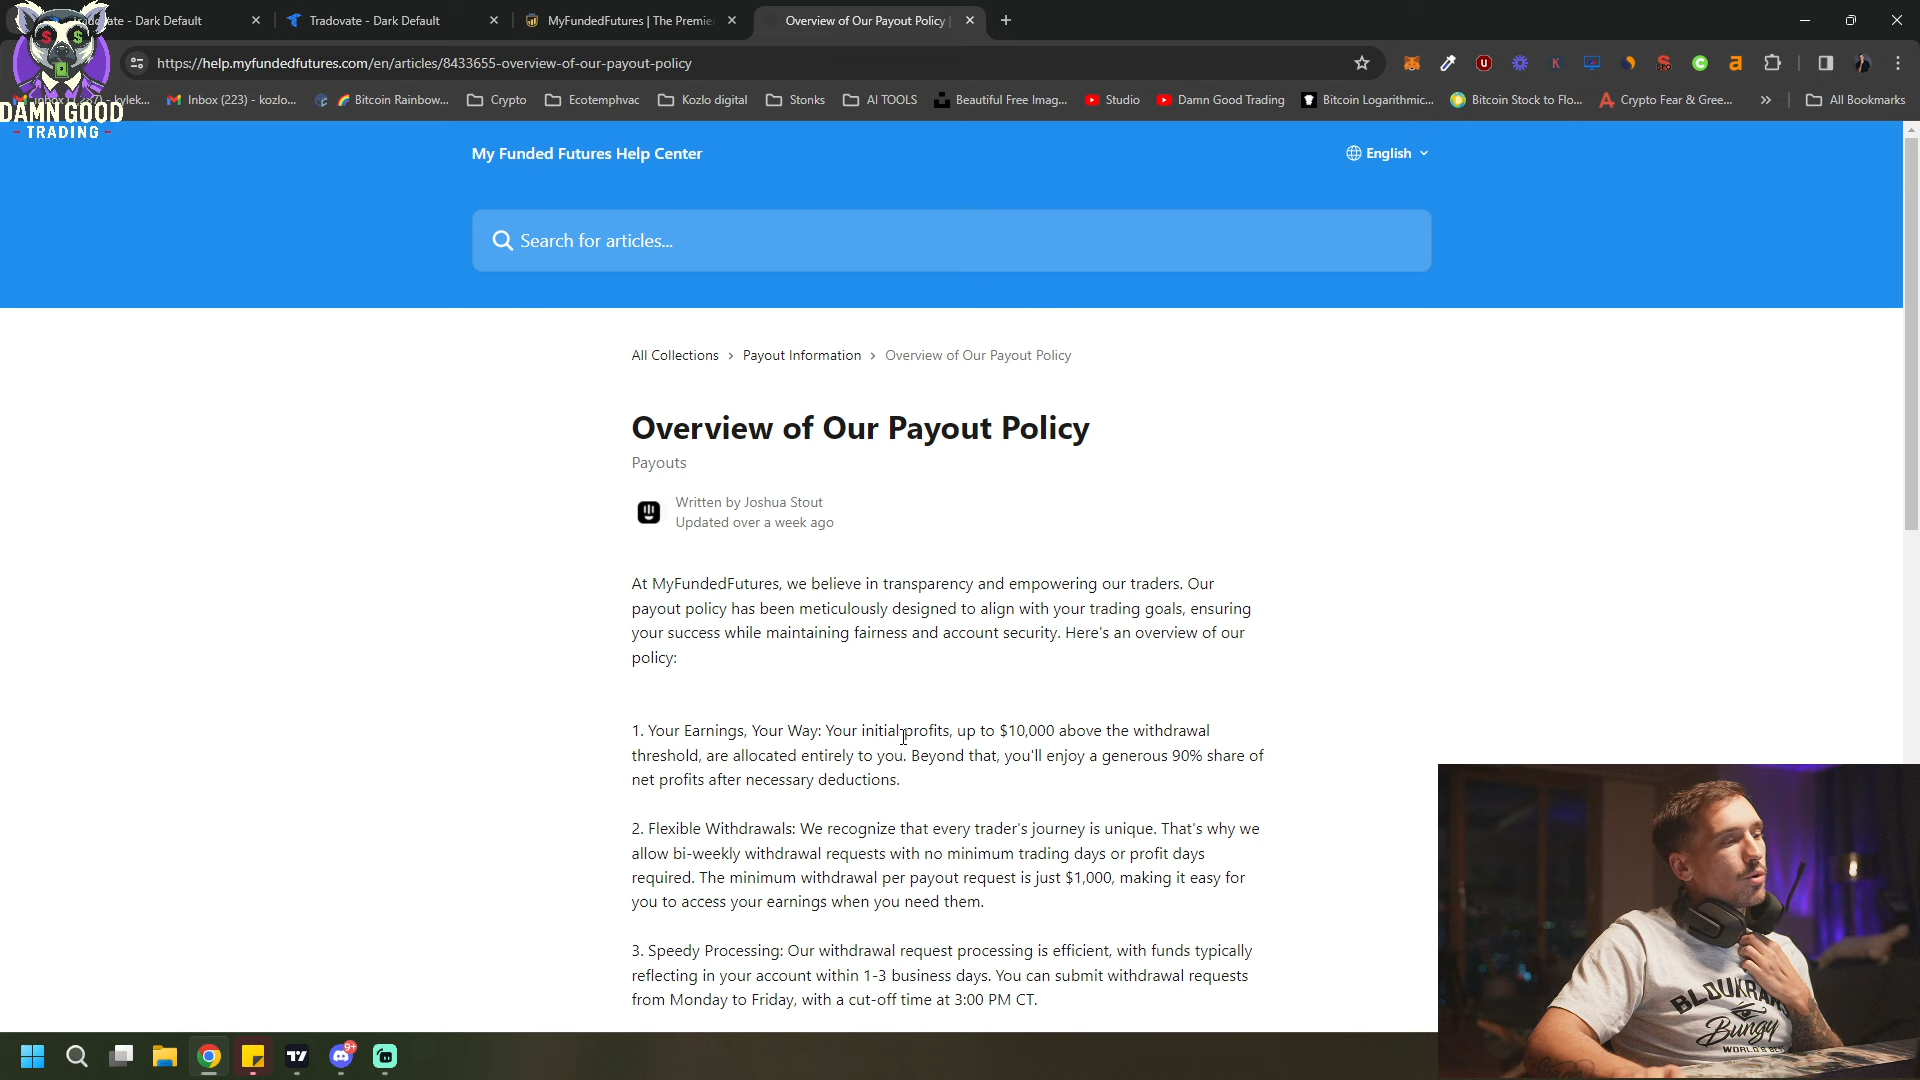 Tradovate - Dark Default
MyFundedFutures | The Premie
Overview of Our Payout Policy |
https://help.myfundedfutures.com/en/articles/8433655-overview-of-our-payout-policy
DAMN GOOD
- TRADING -
Inbox (223) - kozlo...
Bitcoin Rainbow...
Crypto
Ecotemphvac
Kozlo digital
Stonks
AI TOOLS
Beautiful Free Imag...
Studio
Damn Good Trading
Bitcoin Logarithmic...
Bitcoin Stock to Flo...
Crypto Fear & Gree...
All Bookmarks
My Funded Futures Help Center
English
Search for articles...
All Collections > Payout Information > Overview of Our Payout Policy
Overview of Our Payout Policy
Payouts
Written by Joshua Stout
Updated over a week ago
At MyFundedFutures, we believe in transparency and empowering our traders. Our
payout policy has been meticulously designed to align with your trading goals, ensuring
your success while maintaining fairness and account security. Here's an overview of our
policy:
1. Your Earnings, Your Way: Your initial profits, up to $10,000 above the withdrawal
threshold, are allocated entirely to you. Beyond that, you'll enjoy a generous 90% share of
net profits after necessary deductions.
2. Flexible Withdrawals: We recognize that every trader's journey is unique. That's why we
allow bi-weekly withdrawal requests with no minimum trading days or profit days
required. The minimum withdrawal per payout request is just $1,000, making it easy for
you to access your earnings when you need them.
3. Speedy Processing: Our withdrawal request processing is efficient, with funds typically
reflecting in your account within 1-3 business days. You can submit withdrawal requests
from Monday to Friday, with a cut-off time at 3:00 PM CT.
Bungy